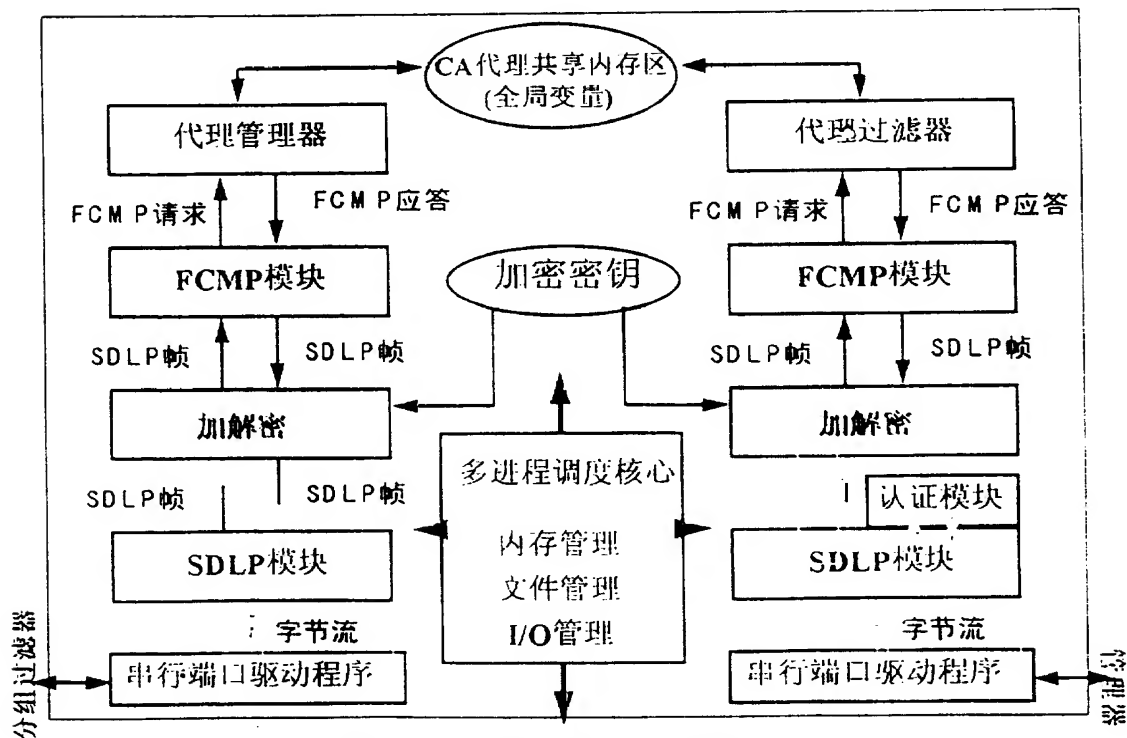 CA代理共享内存区
(全局变量)
代理管理器
代理过滤器
FCMP请求
FCMP应答
FCMP请求
FCMP应答
FCMP模块
加密密钥
FCMP模块
SDLP帧
SDLP帧
SDLP帧
SDLP帧
加解密
加解密
多进程调度核心
SDLP帧
SDLP帧
认证模块
内存管理
SDLP模块
SDLP模块
文件管理
I/O管理
字节流
字节流
串行端口驱动程序
串行端口驱动程序
分组过滤器
管理器